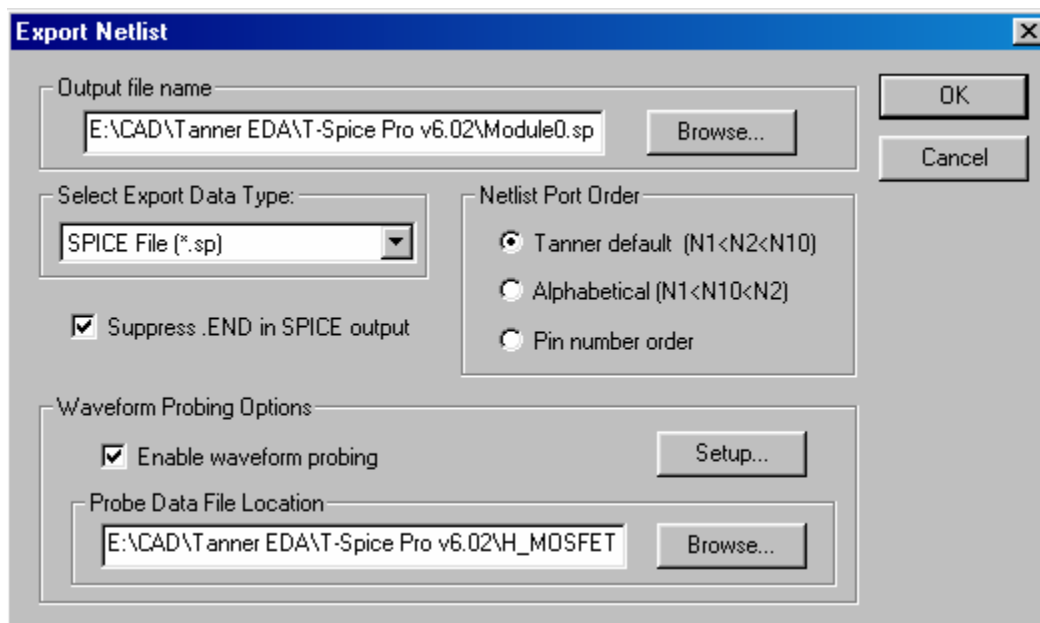 Export Netlist
Output file name
E:\CAD\Tanner EDA\T-Spice Pro v6.02\Module0.sp
Browse...
OK
Cancel
Select Export Data Type:
SPICE File (*.sp)
Suppress .END in SPICE output
Netlist Port Order
Tanner default (N1<N2<N10)
Alphabetical (N1<N10<N2)
Pin number order
Waveform Probing Options
Enable waveform probing
Setup...
Probe Data File Location
E:\CAD\Tanner EDA\T-Spice Pro v6.02\H_MOSFET
Browse...